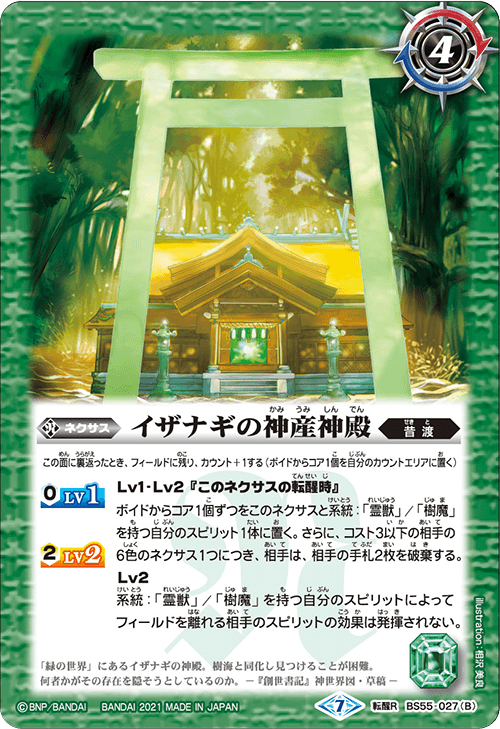 4
ネクサス
イザナギの神産神殿
かみ うみ しん でん
昔渡
せき と
この面に裏返ったとき、フィールドに残り、カウント+1する(ボイドからコア1個を自分のカウントエリアに置く)
0 LV1
Lv1・Lv2『このネクサスの転醒時』
ボイドからコア1個ずつをこのネクサスと系統:「霊獣」/「樹魔」
を持つ自分のスピリット1体に置く。さらに、コスト3以下の相手の
2 LV2
6色のネクサス1つにつき、相手は、相手の手札2枚を破棄する。
Lv2
系統:「霊獣」/「樹魔」を持つ自分のスピリットによって
フィールドを離れる相手のスピリットの効果は発揮されない。
「緑の世界」にあるイザナギの神殿。樹海と同化し見つけることが困難。
何者かがその存在を隠そうとしているのか。―『創世書記』神世界図・草稿―
illustration:相沢 美良
©BNP/BANDAI BANDAI 2021 MADE IN JAPAN
7
転醒R BS55-027(B)